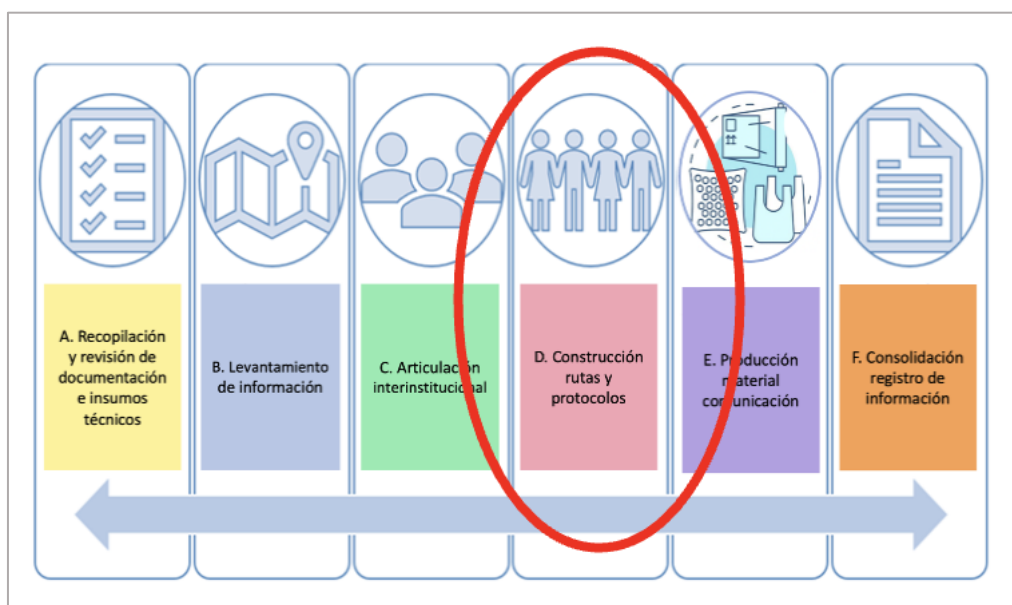 A. Recopilación
y revisión de
documentación
e insumos
técnicos
B. Levantamiento
de información
C. Articulación
interinstitucional
D. Construcción
rutas y
protocolos
E. Producción
material
comunicación
F. Consolidación
registro de
información